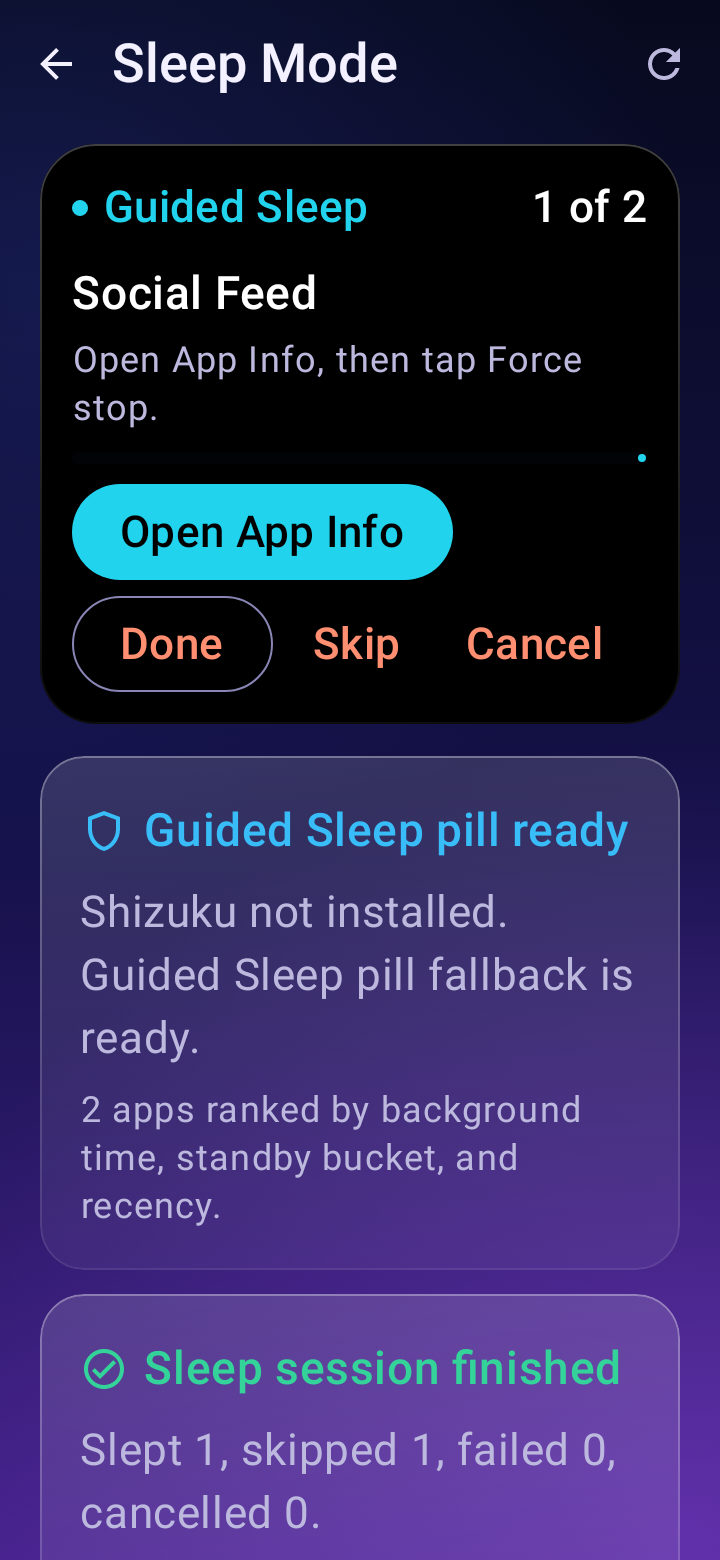 Sleep Mode
Guided Sleep
1 of 2
Social Feed
Open App Info, then tap Force
stop.
Open App Info
Done
Skip
Cancel
Guided Sleep pill ready
Shizuku not installed.
Guided Sleep pill fallback is
ready.
2 apps ranked by background
time, standby bucket, and
recency.
Sleep session finished
Slept 1, skipped 1, failed 0,
cancelled 0.